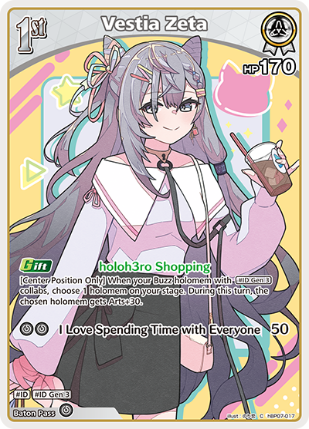 1st
Vestia Zeta
HP170
Gift
holoh3ro Shopping
[Center Position Only] When your Buzz holomem with #ID Gen 3
collabs, choose 1 holomem on your stage. During this turn, the
chosen holomem gets Arts+30.
I Love Spending Time with Everyone 50
#ID #ID Gen 3
Baton Pass
C hBP07-017